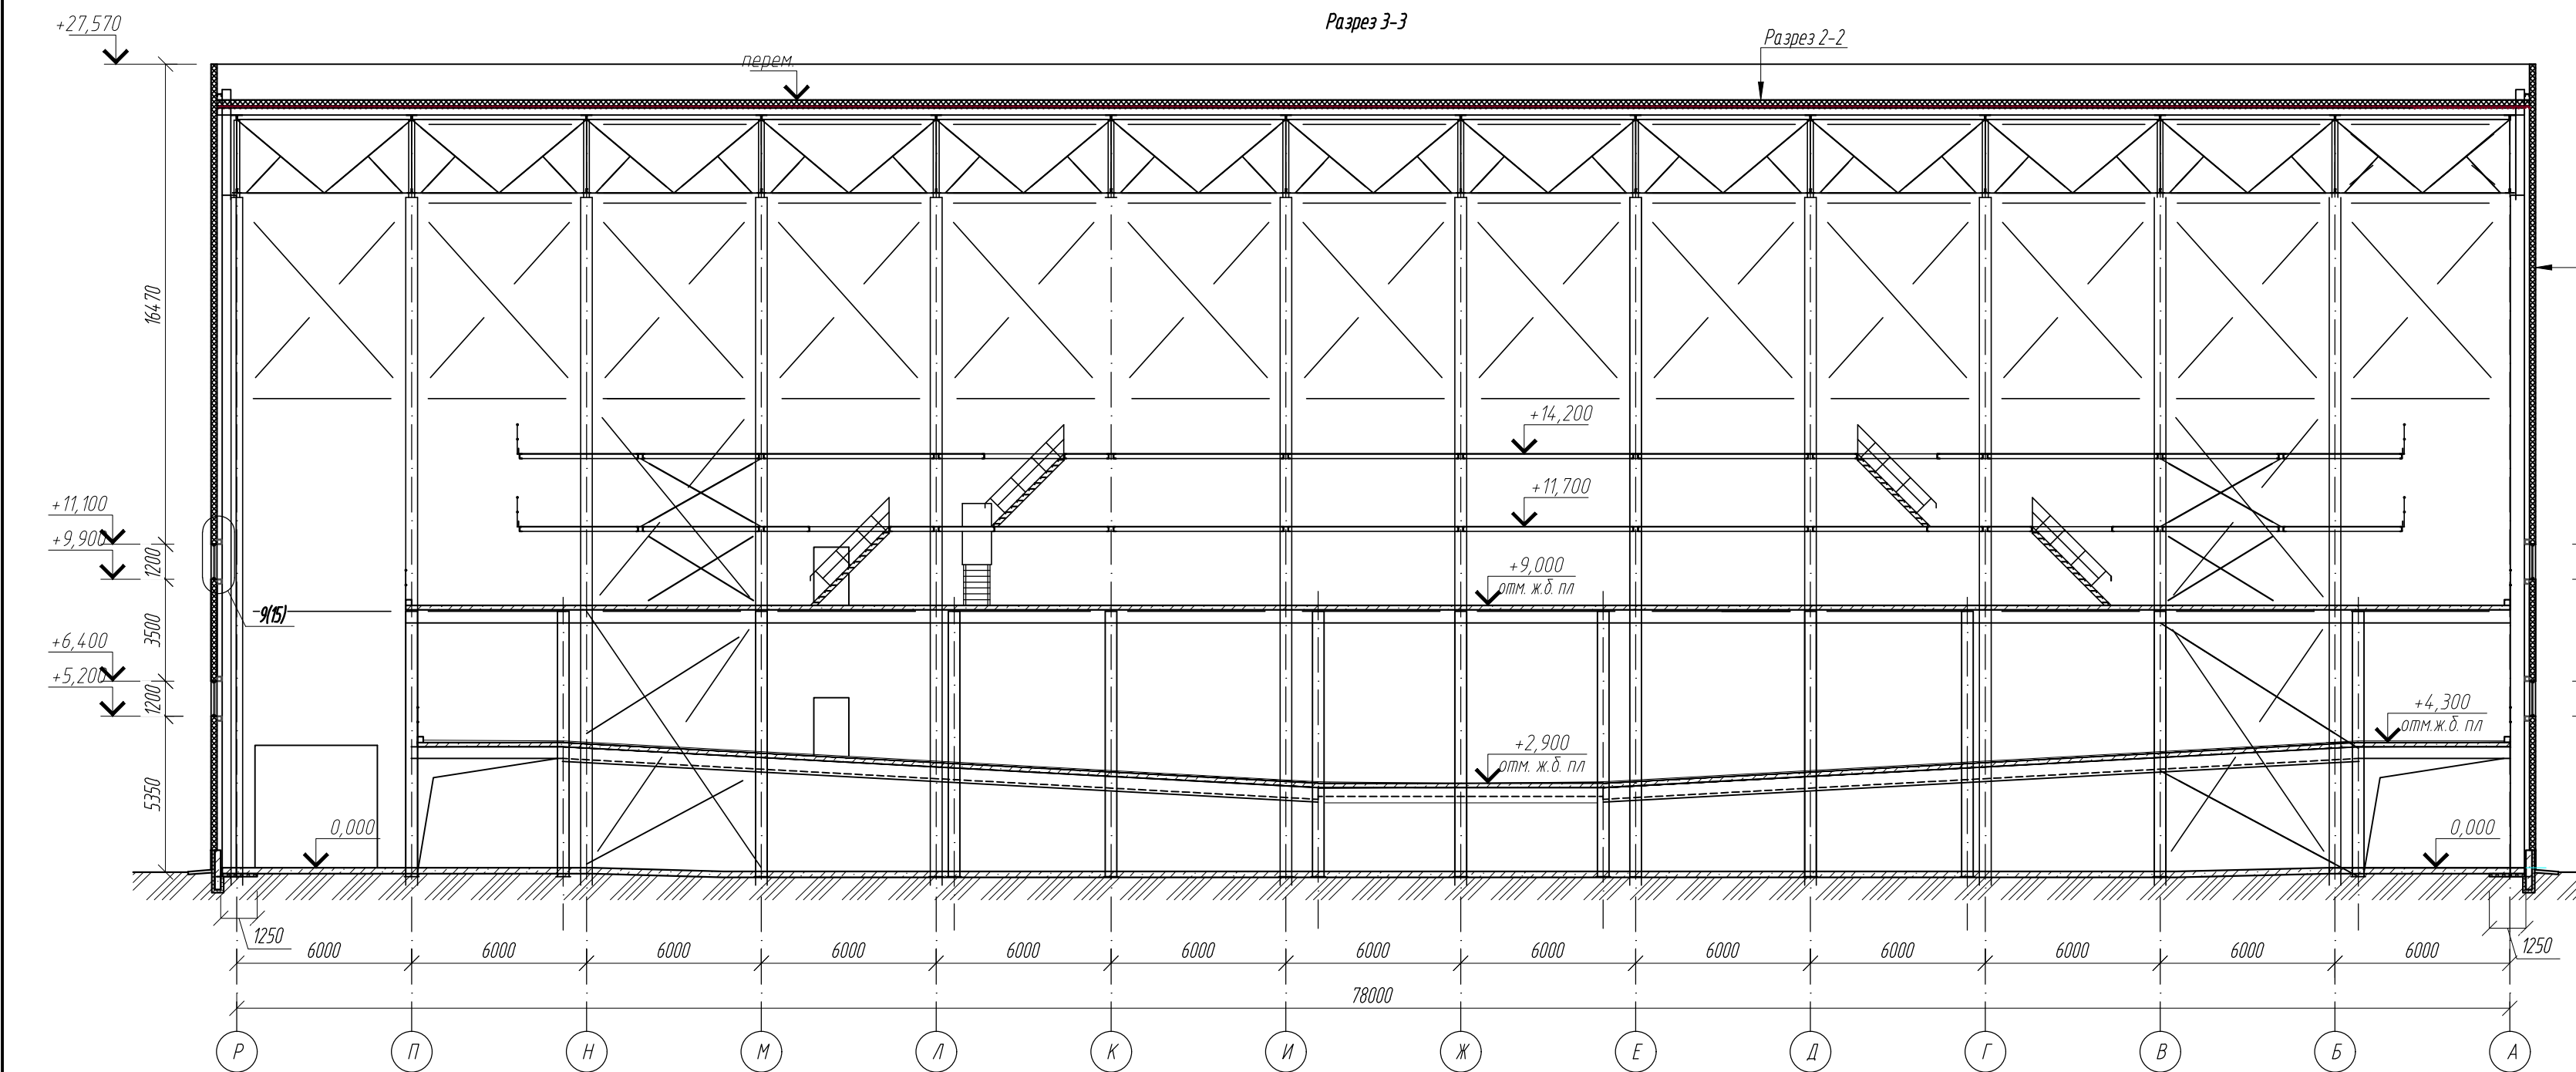 Разрез 3-3
+27,570
Разрез 2-2
перем.
16470
+14,200
+11,100
+11,700
+9,900
1200
+9,000
отм. ж.б. пл
9(15)
3500
+6,400
+5,200
1200
+4,300
отм.ж.б. пл
+2,900
отм. ж.б. пл
5350
0,000
0,000
1250
1250
6000 6000 6000 6000 6000 6000 6000 6000 6000 6000 6000 6000 6000
78000
Р П Н М Л К И Ж Е Д Г В Б А